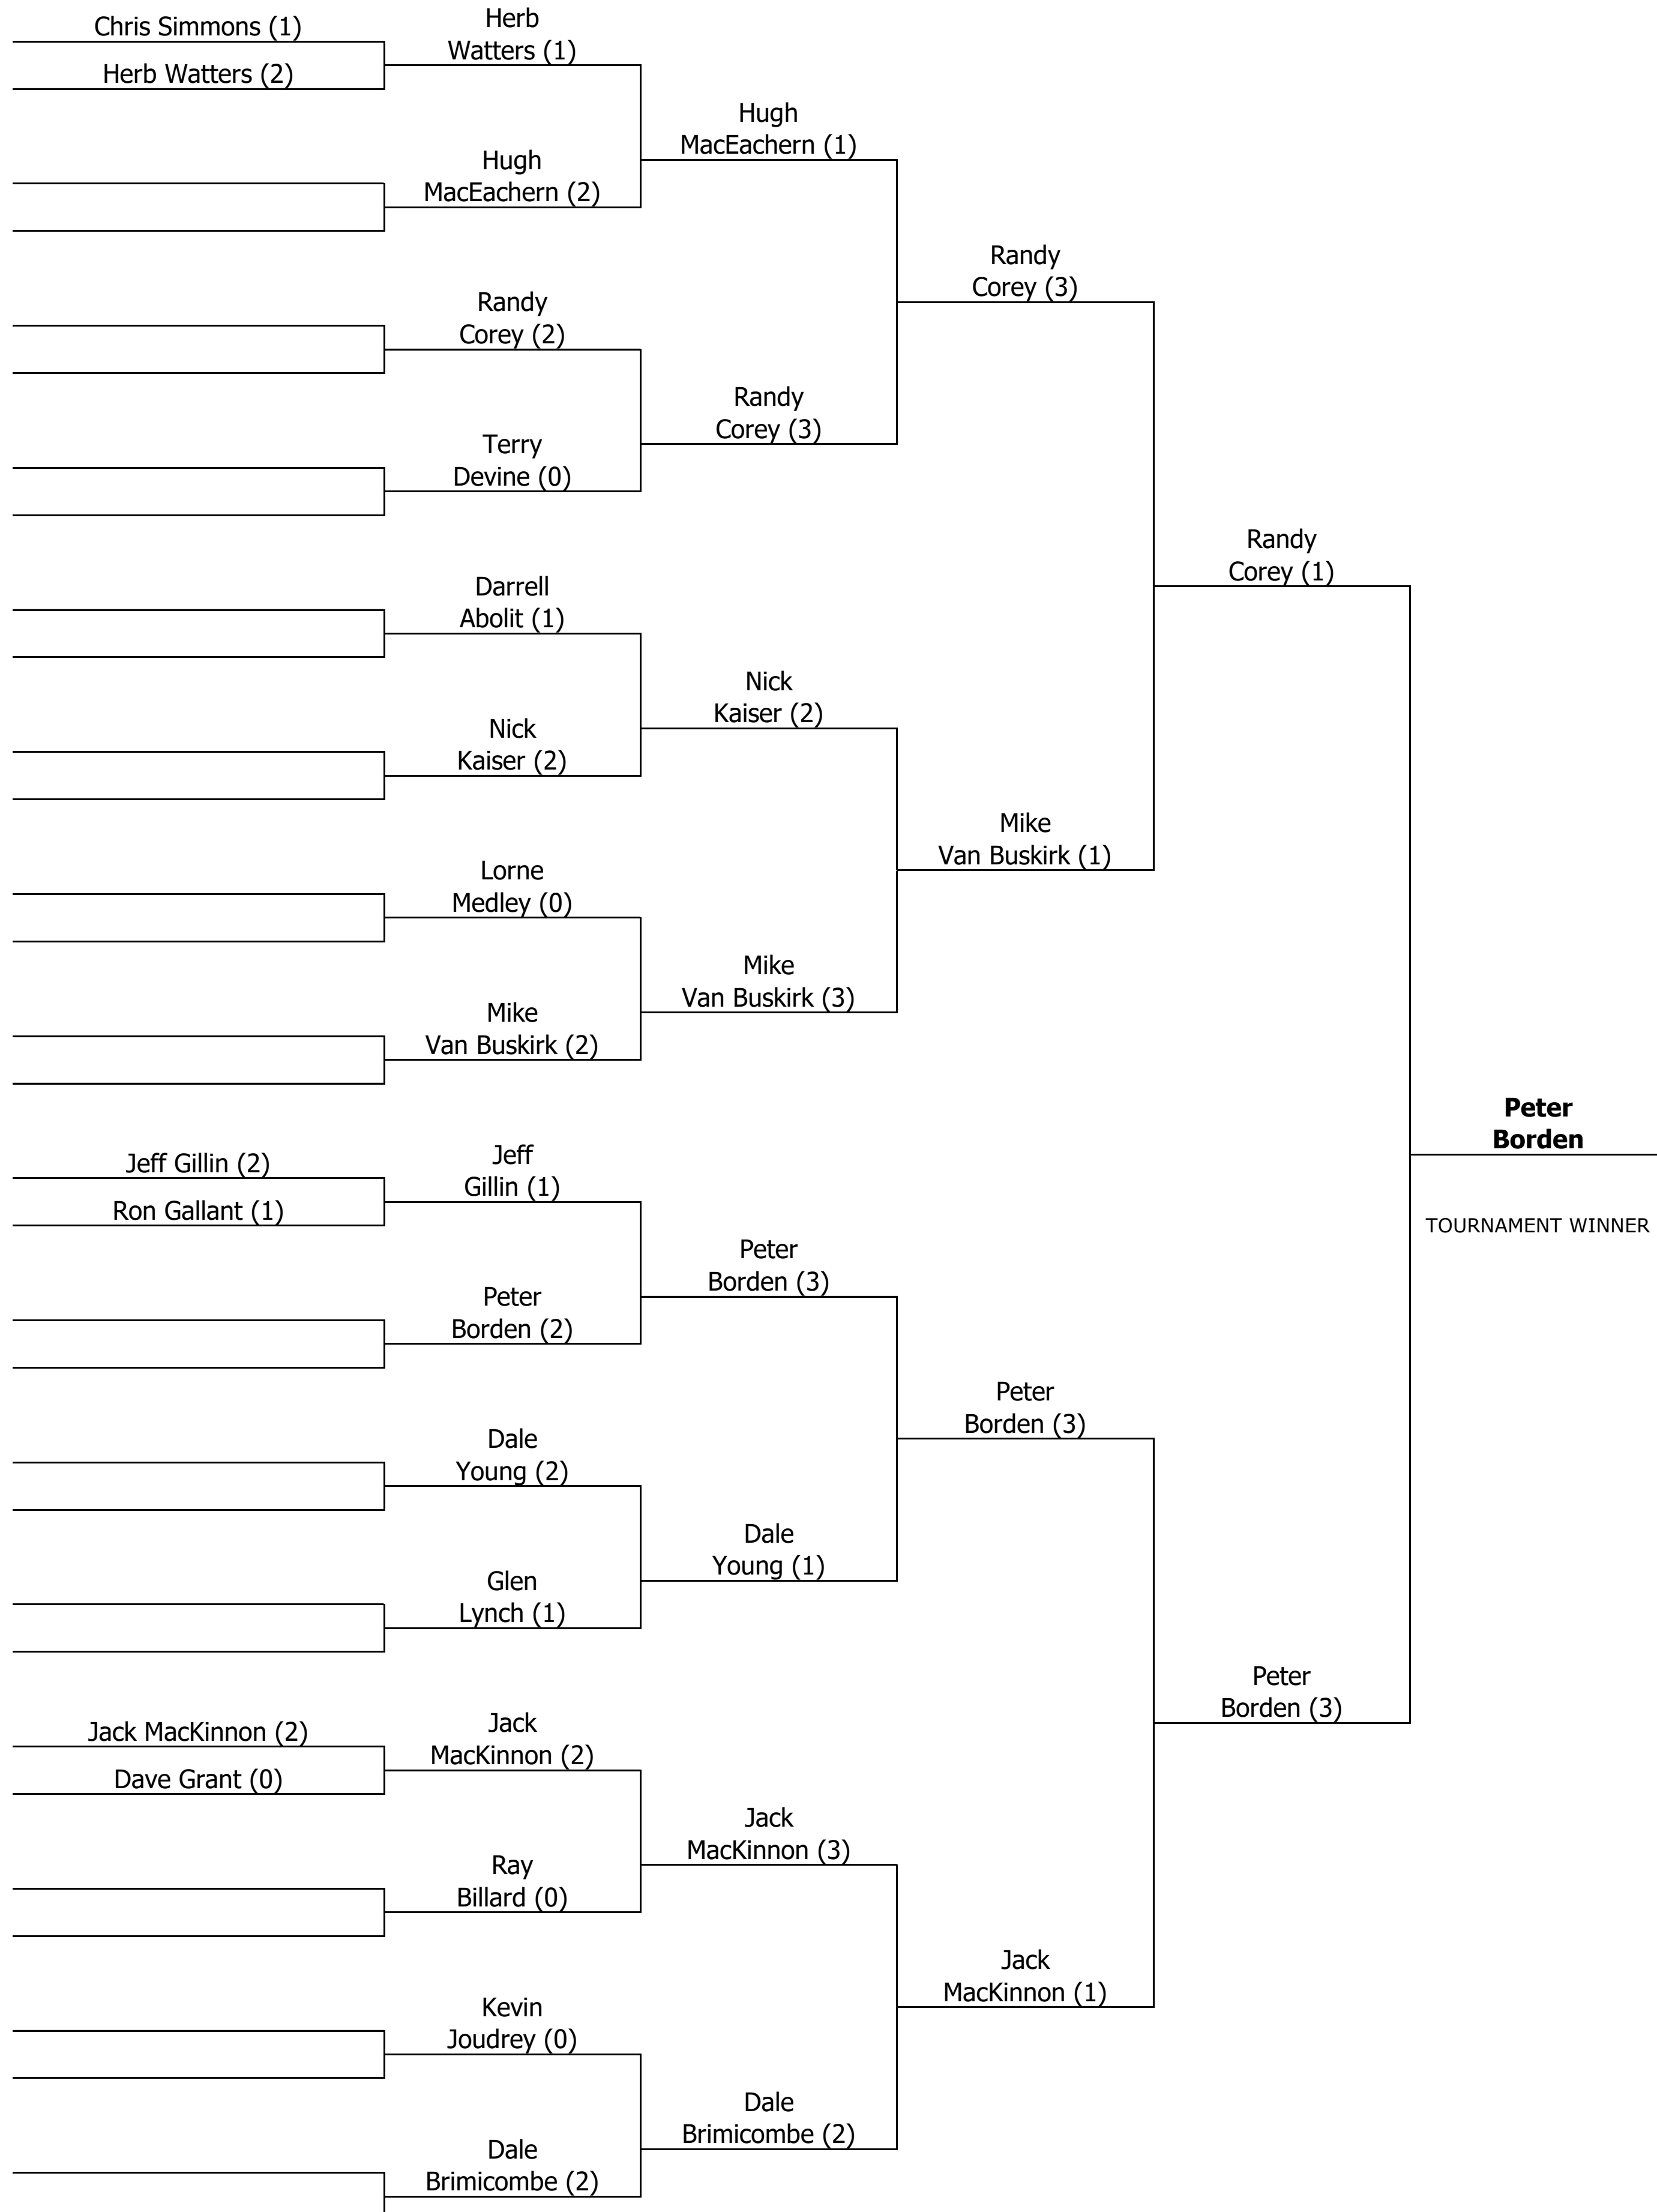 Chris Simmons (1)
Herb Watters (2)
Jeff Gillin (2)
Ron Gallant (1)
Jack MacKinnon (2)
Dave Grant (0)
Herb
Watters (1)
Hugh
MacEachern (2)
Randy
Corey (2)
Terry
Devine (0)
Darrell
Abolit (1)
Nick
Kaiser (2)
Lorne
Medley (0)
Mike
Van Buskirk (2)
Jeff
Gillin (1)
Peter
Borden (2)
Dale
Young (2)
Glen
Lynch (1)
Jack
MacKinnon (2)
Ray
Billard (0)
Kevin
Joudrey (0)
Dale
Brimicombe (2)
Hugh
MacEachern (1)
Randy
Corey (3)
Nick
Kaiser (2)
Mike
Van Buskirk (3)
Peter
Borden (3)
Dale
Young (1)
Jack
MacKinnon (3)
Dale
Brimicombe (2)
Randy
Corey (3)
Mike
Van Buskirk (1)
Peter
Borden (3)
Jack
MacKinnon (1)
Randy
Corey (1)
Peter
Borden (3)
Peter
Borden
TOURNAMENT WINNER